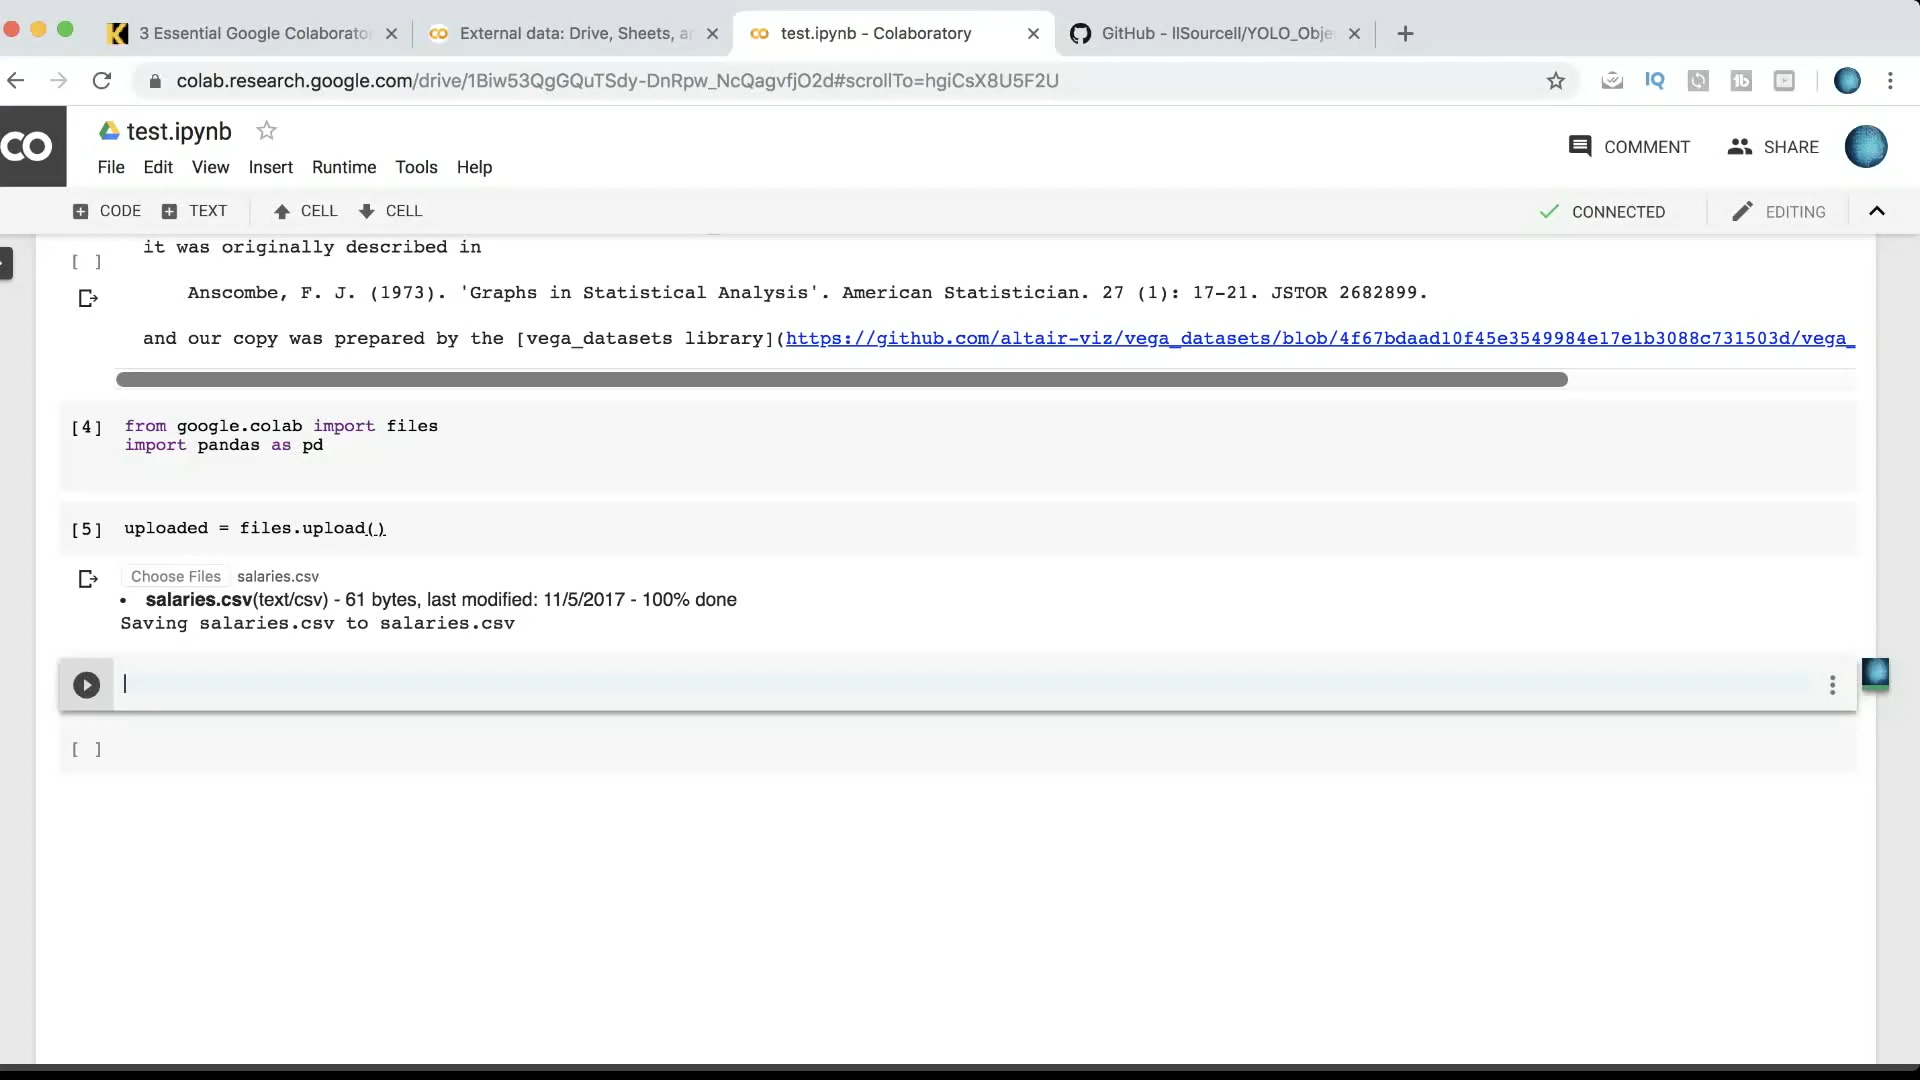 3 Essential Google Colaborato
External data: Drive, Sheets, a
test.ipynb - Colaboratory
GitHub - llSourcell/YOLO_Obje
colab.research.google.com/drive/1Biw53QgGQuTSdy-DnRpw_NcQagvfjO2d#scrollTo=hgiCsX8U5F2U
IQ
tb
CO
test.ipynb
COMMENT
SHARE
File Edit View Insert Runtime Tools Help
CODE TEXT CELL CELL
CONNECTED
EDITING
it was originally described in
[ ]
Anscombe, F. J. (1973). 'Graphs in Statistical Analysis'. American Statistician. 27 (1): 17-21. JSTOR 2682899.
and our copy was prepared by the [vega_datasets library](https://github.com/altair-viz/vega_datasets/blob/4f67bdaad10f45e3549984e17e1b3088c731503d/vega_
[4] from google.colab import files
import pandas as pd
[5] uploaded = files.upload()
Choose Files salaries.csv
• salaries.csv(text/csv) - 61 bytes, last modified: 11/5/2017 - 100% done
Saving salaries.csv to salaries.csv
[ ]